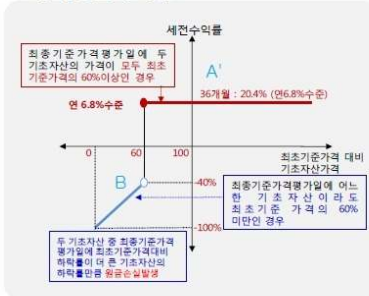 세전수익률
최종기준가격평가일에 두
기초자산의 가격이 모두 최초
기준가격의 60%이상인 경우
A'
36개월 : 20.4% (연6.8%수준)
연 6.8%수준
0 60 100
최초기준가격 대비
기초자산가격
B
-40%
최종기준가격평가일에 어느
한 기초자산이라도
최초기준 가격의 60%
미만인 경우
-100%
두 기초자산 중 최종기준가격
평가일에 최초기준가격대비
하락률이 더 큰 기초자산의
하락률만큼 원금손실발생